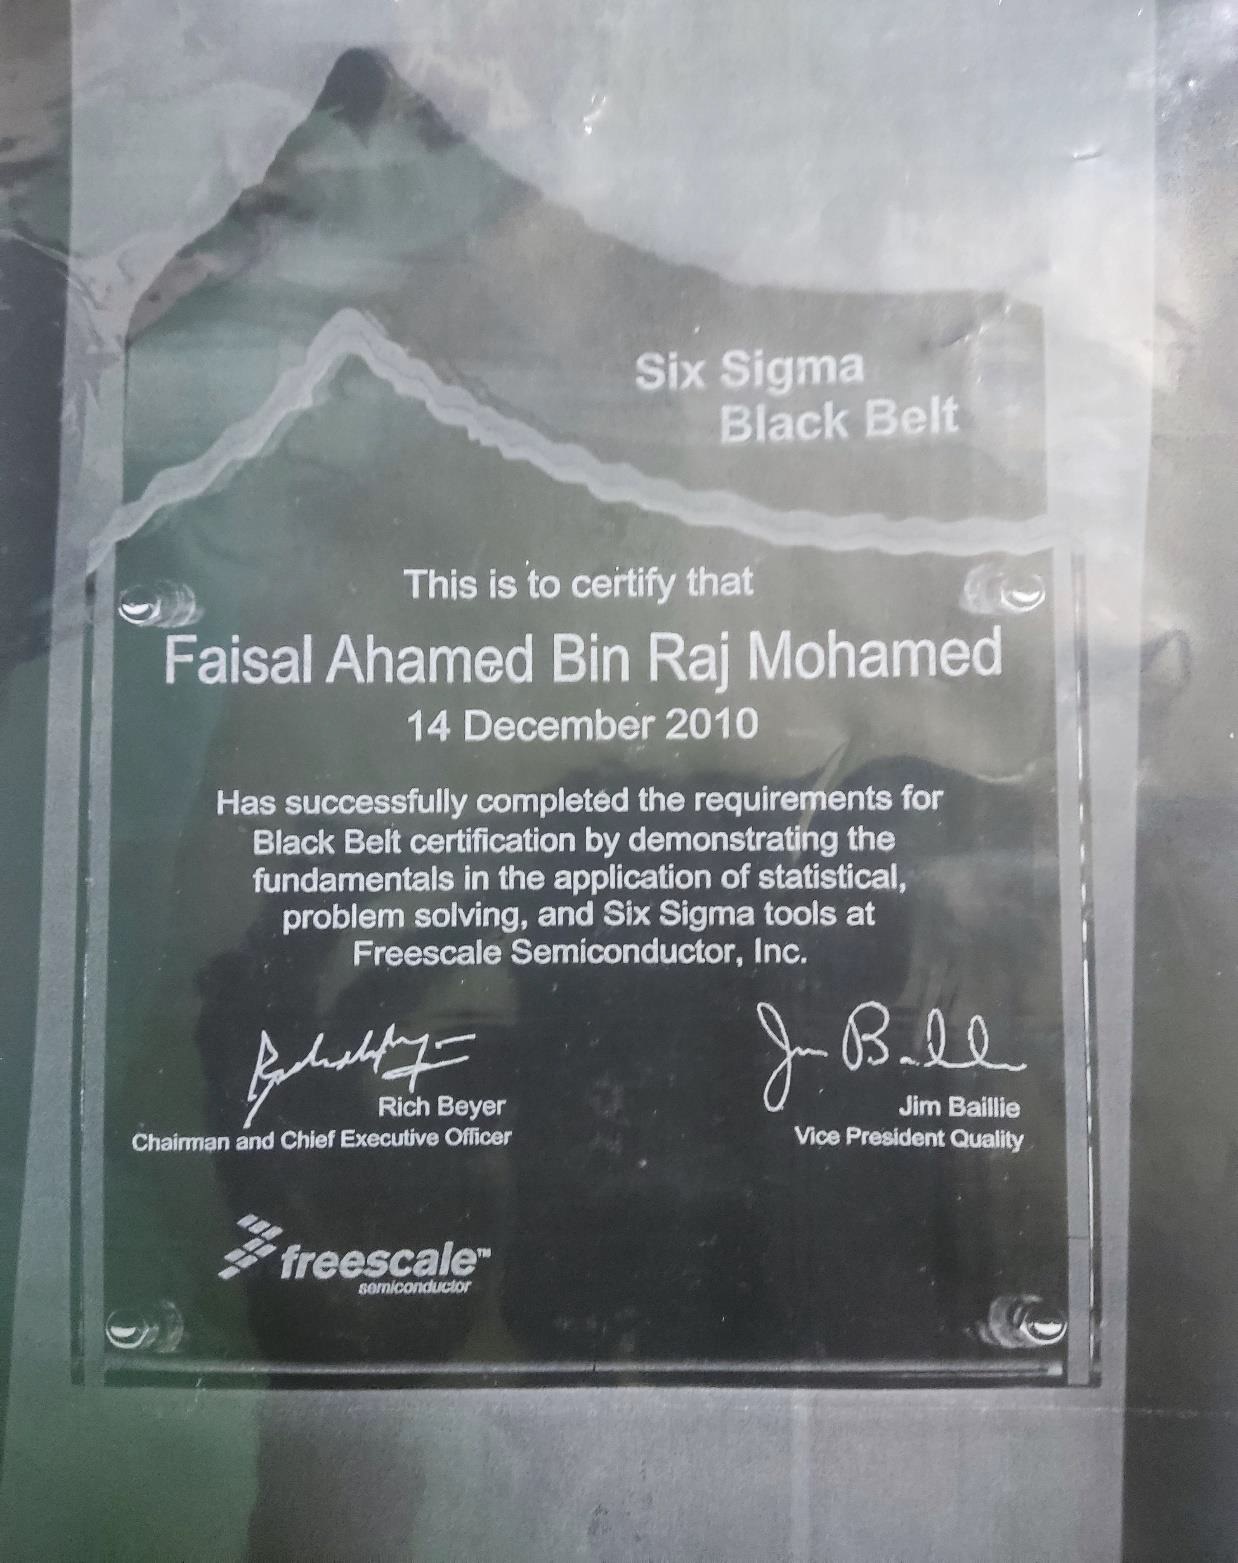 Six Sigma
Black Belt
This is to certify that
Faisal Ahamed Bin Raj Mohamed
14 December 2010
Has successfully completed the requirements for
Black Belt certification by demonstrating the
fundamentals in the application of statistical,
problem solving, and Six Sigma tools at
Freescale Semiconductor, Inc.
Jim Baillie
Rich Beyer
Jim Baillie
Chairman and Chief Executive Officer
Vice President Quality
freescale™
semiconductor